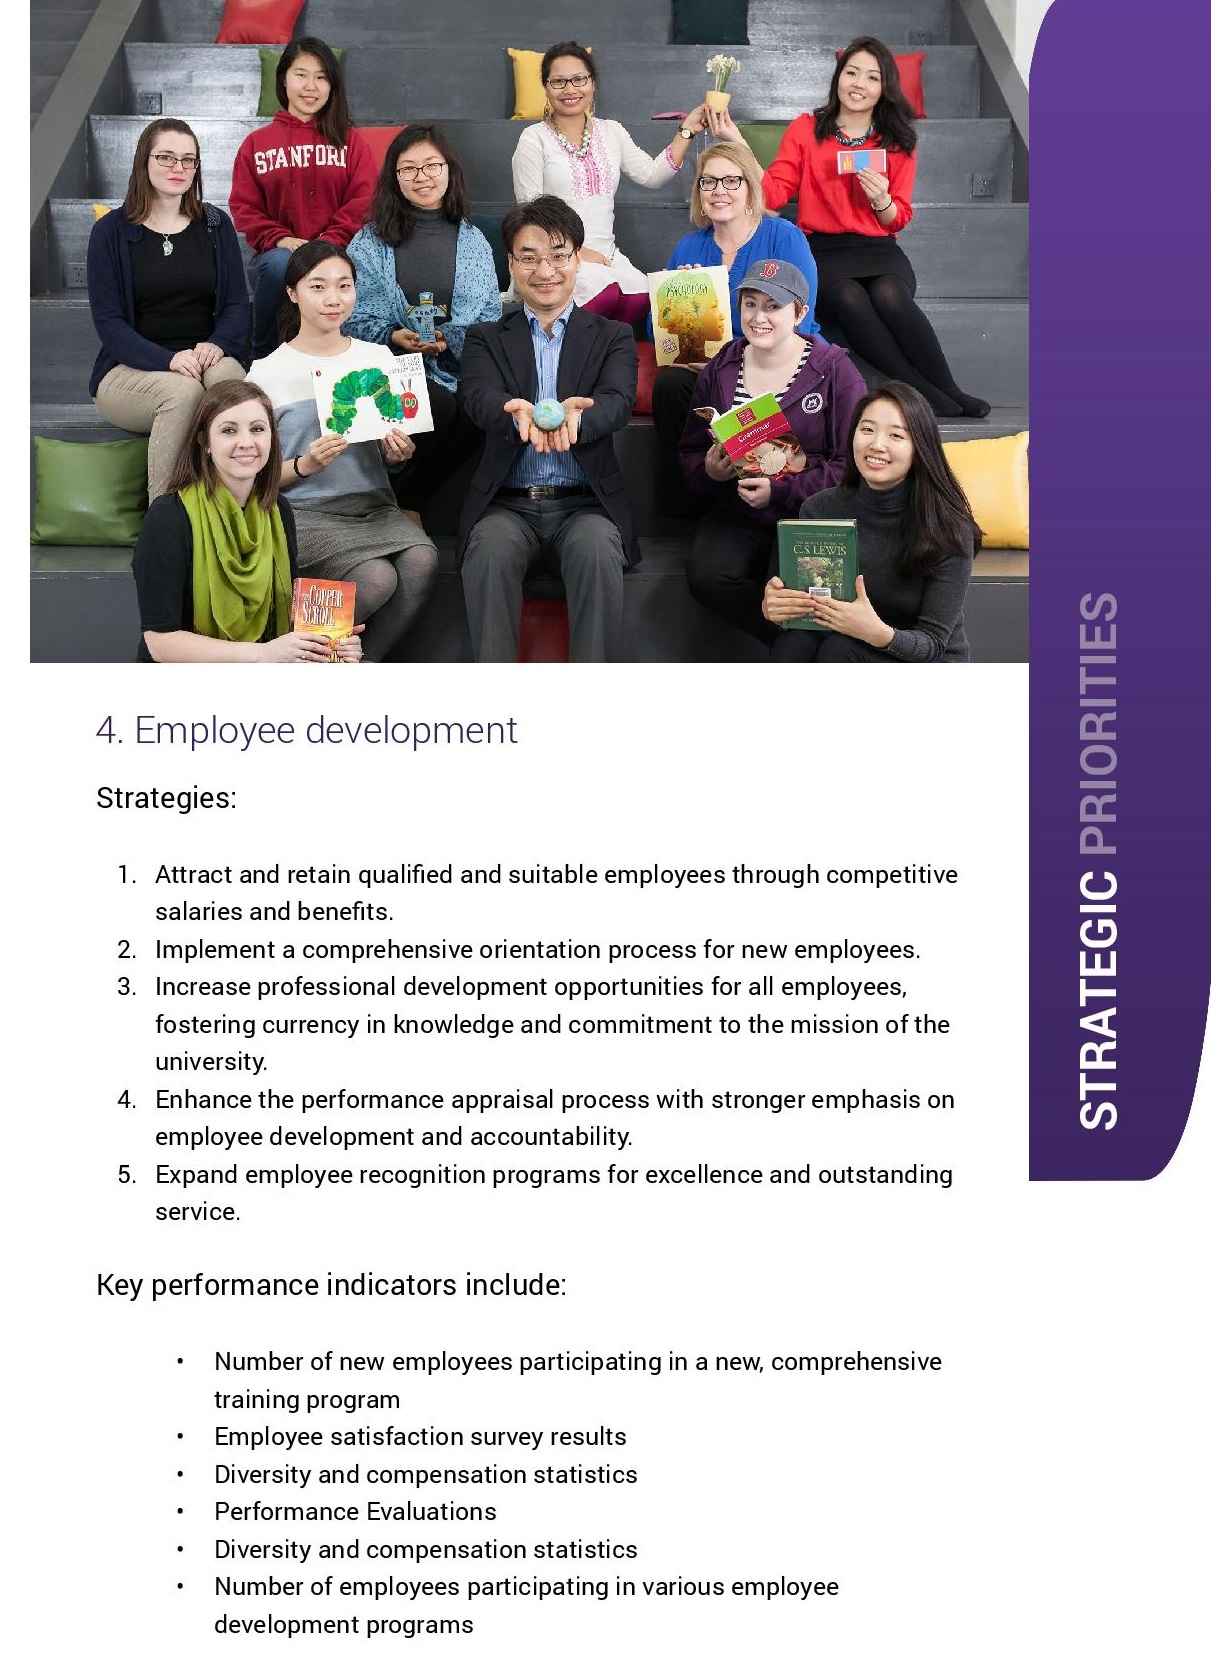 STANFORD
PSYCHOLOGY
B
Grammar
C.S. LEWIS
THE
COPPER
SCROLL
STRATEGIC PRIORITIES
4. Employee development
Strategies:
1. Attract and retain qualified and suitable employees through competitive
salaries and benefits.
2. Implement a comprehensive orientation process for new employees.
3. Increase professional development opportunities for all employees,
fostering currency in knowledge and commitment to the mission of the
university.
4. Enhance the performance appraisal process with stronger emphasis on
employee development and accountability.
5. Expand employee recognition programs for excellence and outstanding
service.
Key performance indicators include:
• Number of new employees participating in a new, comprehensive
training program
• Employee satisfaction survey results
• Diversity and compensation statistics
• Performance Evaluations
• Diversity and compensation statistics
• Number of employees participating in various employee
development programs